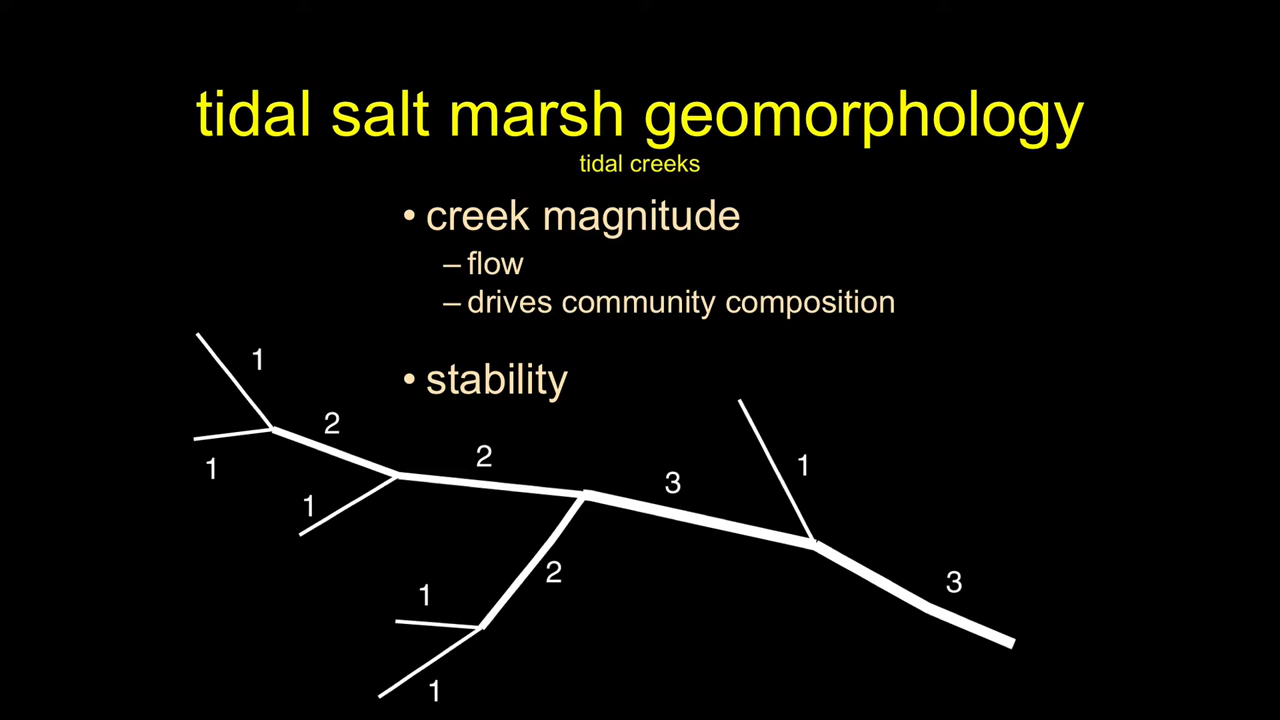 tidal salt marsh geomorphology
tidal creeks
• creek magnitude
– flow
– drives community composition
• stability
1
2
1
2
1
3
1
2
1
3
1